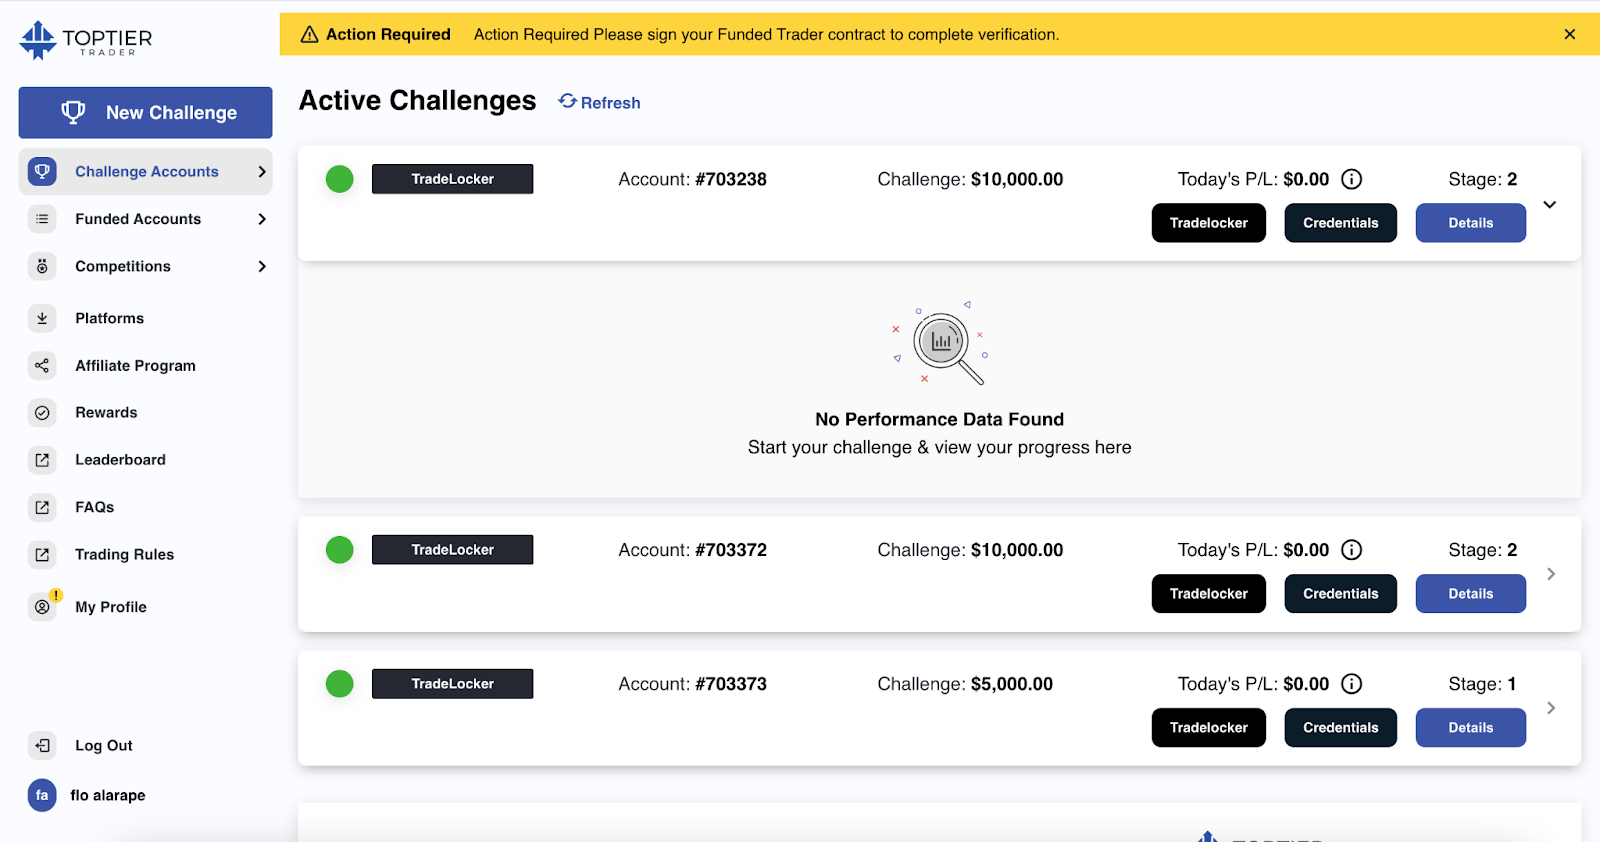 TOPTIER
TRADER
Action Required Action Required Please sign your Funded Trader contract to complete verification.
New Challenge
Challenge Accounts
Funded Accounts
Competitions
Platforms
Affiliate Program
Rewards
Leaderboard
FAQs
Trading Rules
My Profile
Log Out
fa flo alarape
Active Challenges Refresh
TradeLocker Account: #703238 Challenge: $10,000.00 Today's P/L: $0.00 Stage: 2
Tradelocker Credentials Details
No Performance Data Found
Start your challenge & view your progress here
TradeLocker Account: #703372 Challenge: $10,000.00 Today's P/L: $0.00 Stage: 2
Tradelocker Credentials Details
TradeLocker Account: #703373 Challenge: $5,000.00 Today's P/L: $0.00 Stage: 1
Tradelocker Credentials Details
TOPTIER